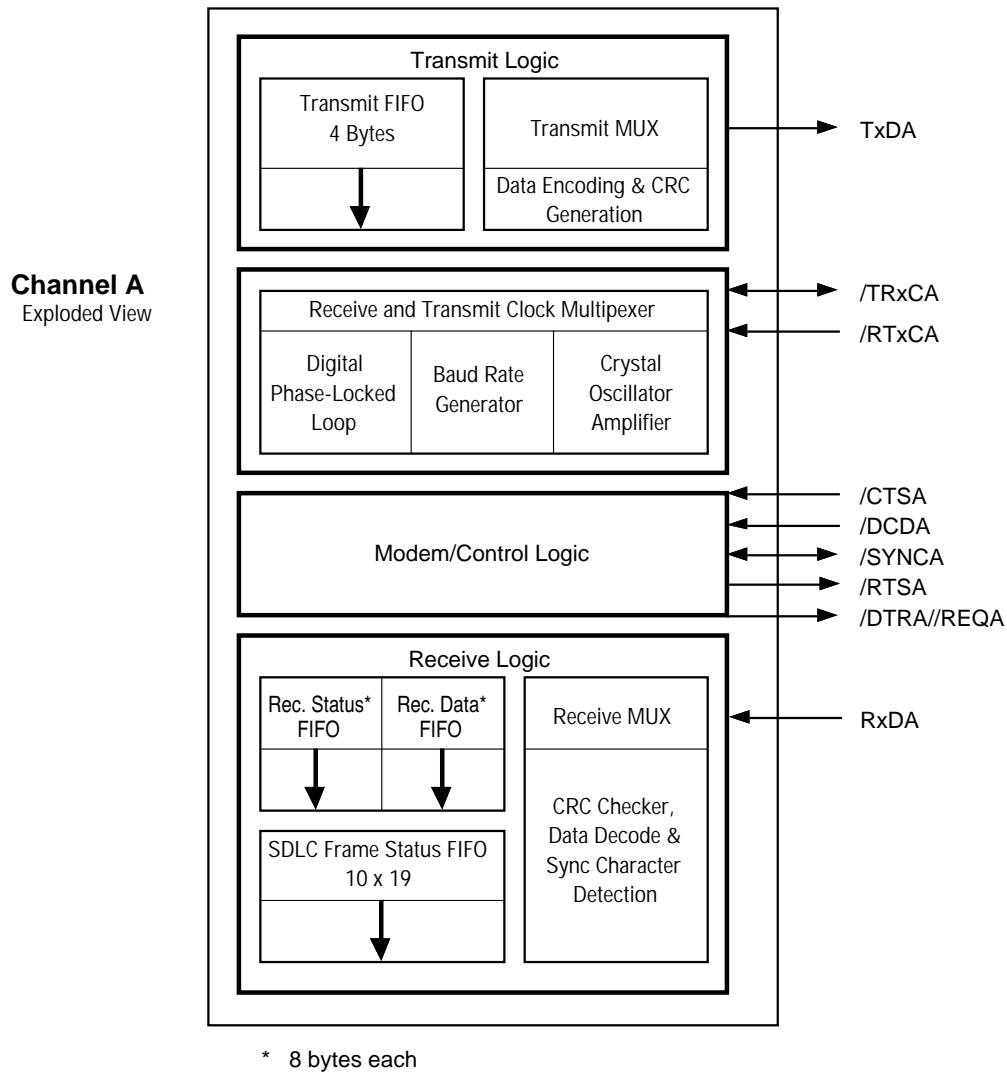 Transmit Logic
Transmit FIFO
4 Bytes
Transmit MUX
Data Encoding & CRC
Generation
TxDA
Channel A
Exploded View
Receive and Transmit Clock Multipexer
Digital
Phase-Locked
Loop
Baud Rate
Generator
Crystal
Oscillator
Amplifier
/TRxCA
/RTxCA
Modem/Control Logic
/CTSA
/DCDA
/SYNCA
/RTSA
/DTRA//REQA
Receive Logic
Rec. Status*
FIFO
Rec. Data*
FIFO
Receive MUX
RxDA
SDLC Frame Status FIFO
10 x 19
CRC Checker,
Data Decode &
Sync Character
Detection
* 8 bytes each